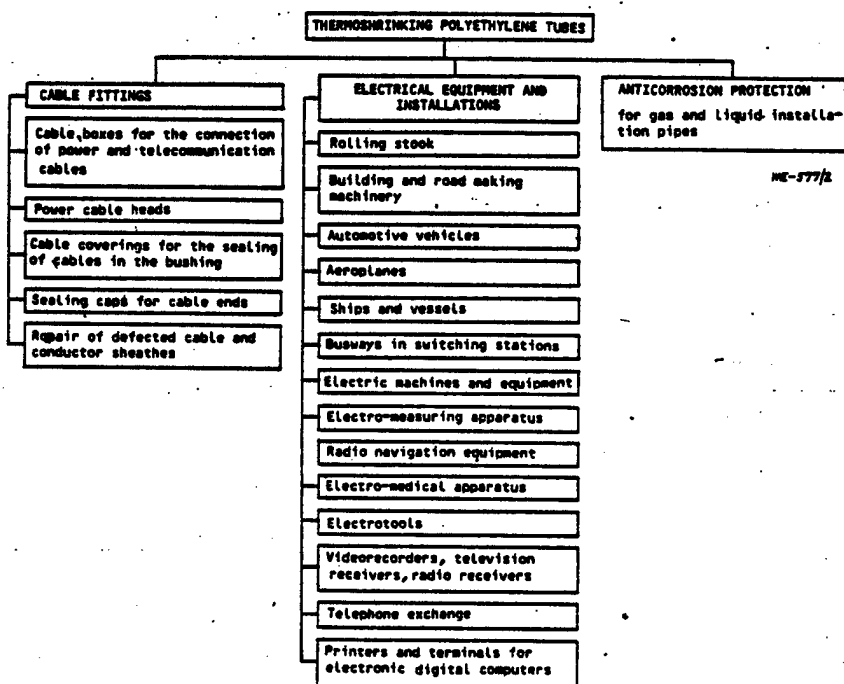 THERMOSHRINKING POLYETHYLENE TUBES
CABLE FITTINGS
Cable boxes for the connection
of power and telecommunication
cables
Power cable heads
Cable coverings for the sealing
of cables in the bushing
Sealing caps for cable ends
Repair of defected cable and
conductor sheathes
ELECTRICAL EQUIPMENT AND
INSTALLATIONS
Rolling stook
Building and road making
machinery
Automotive vehicles
Aeroplanes
Ships and vessels
Busways in switching stations
Electric machines and equipment
Electro-measuring apparatus
Radio navigation equipment
Electro-medical apparatus
Electrotools
Videorecorders, television
receivers, radio receivers
Telephone exchange
Printers and terminals for
electronic digital computers
ANTICORROSION PROTECTION
for gas and liquid installa-
tion pipes
ME-577/2